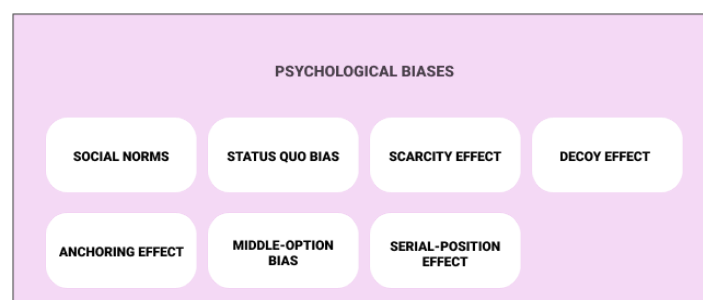 PSYCHOLOGICAL BIASES
SOCIAL NORMS
STATUS QUO BIAS
SCARCITY EFFECT
DECOY EFFECT
ANCHORING EFFECT
MIDDLE-OPTION
BIAS
SERIAL-POSITION
EFFECT